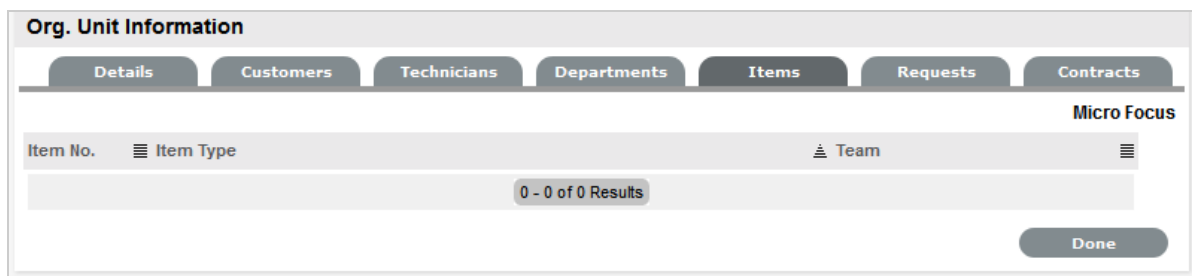 Org. Unit Information
Details Customers Technicians Departments Items Requests Contracts
Micro Focus
Item No. Item Type Team
0 - 0 of 0 Results
Done